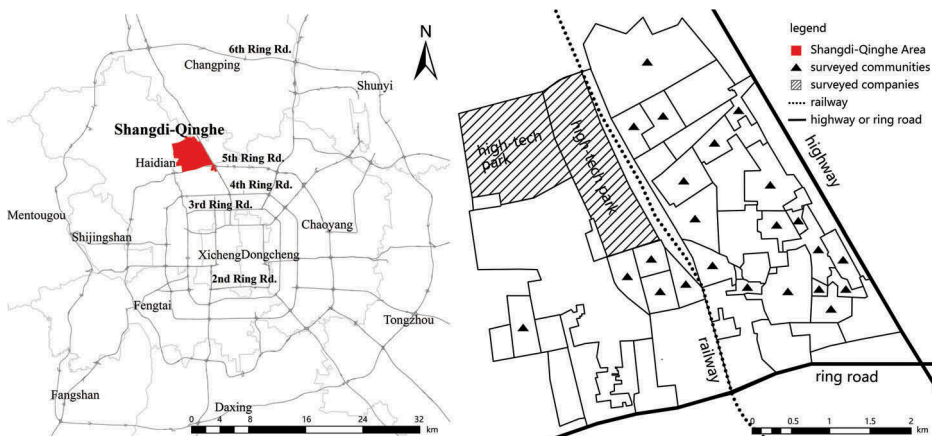 6th Ring Rd.
Changping
N
Shunyi
Shangdi-Qinghe
Haidian
5th Ring Rd.
4th Ring Rd.
3rd Ring Rd.
Mentougou
Chaoyang
Shijingshan
XichengDongcheng
2nd Ring Rd.
Fengtai
Tongzhou
Fangshan
Daxing
0 4 8 16 24 32
km
legend
Shangdi-Qinghe Area
surveyed communities
surveyed companies
railway
highway or ring road
high-tech
park
high-tech park
highway
railway
ring road
0 0.5 1 1.5 2
km